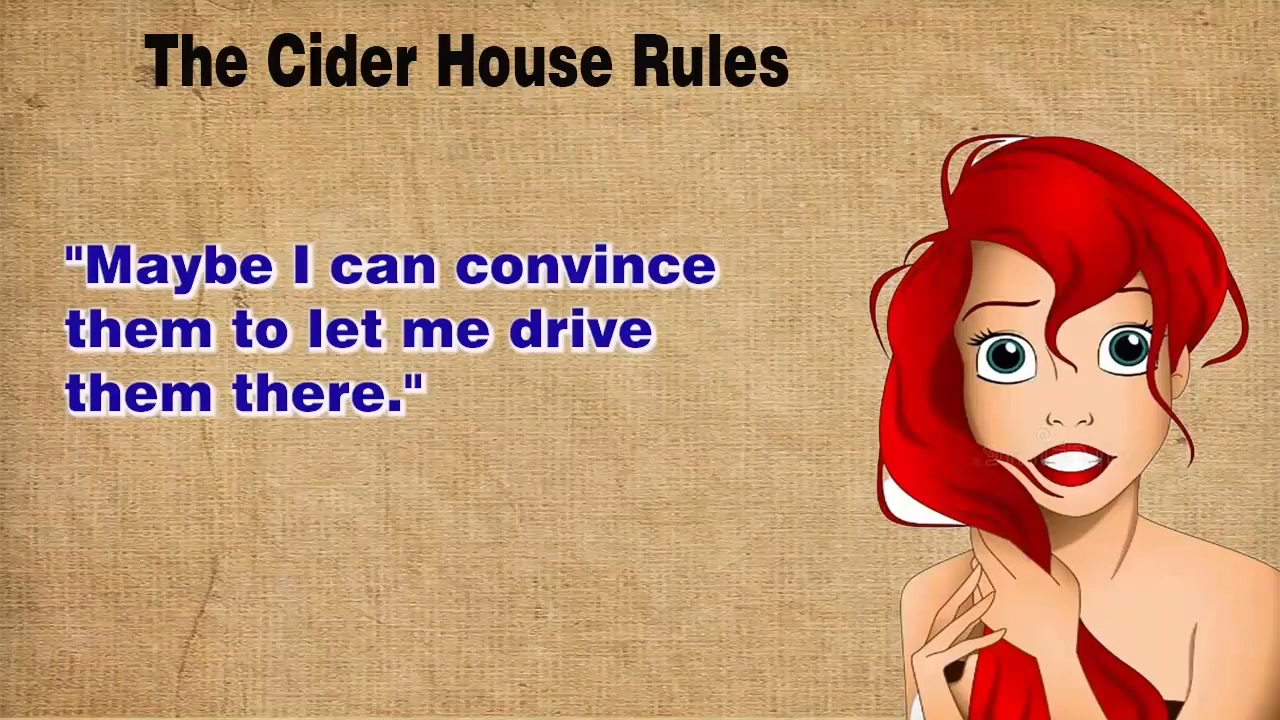 The Cider House Rules
"Maybe I can convince
them to let me drive
them there."